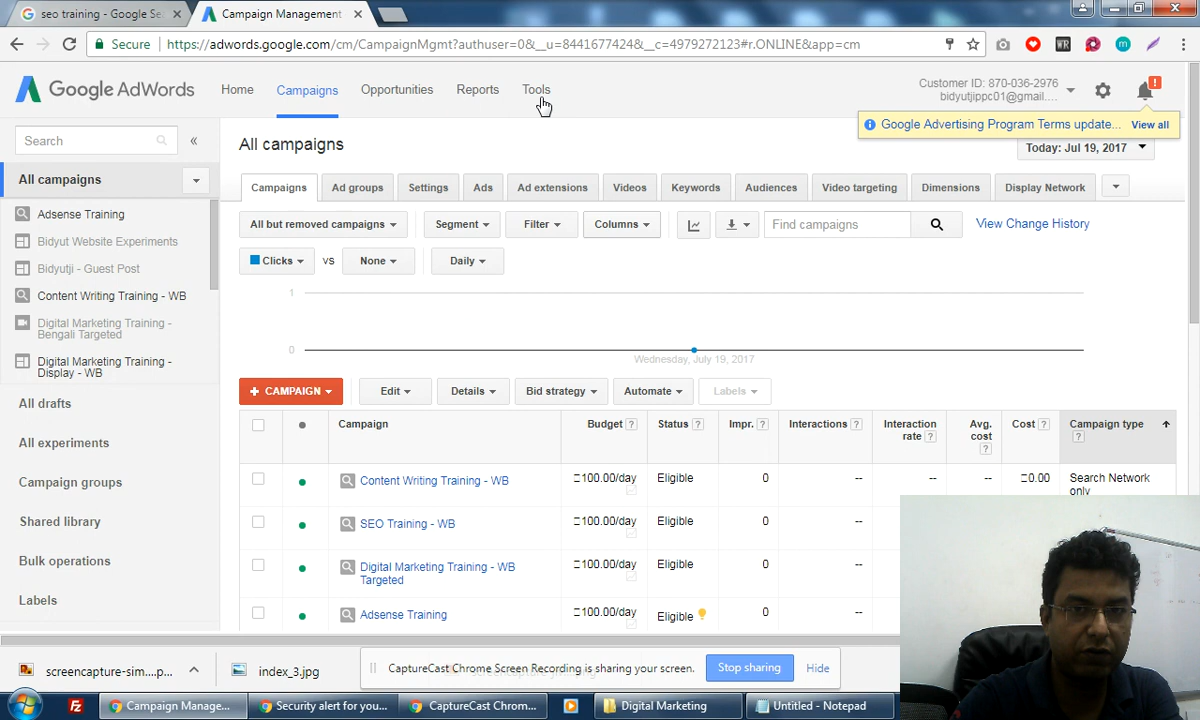 seo training - Google Se
Campaign Management
Secure
https://adwords.google.com/cm/CampaignMgmt?authuser=0&__u=8441677424&__c=4979272123#r.ONLINE&app=cm
Google AdWords
Home
Campaigns
Opportunities
Reports
Tools
Customer ID: 870-036-2976
bidyutjippc01@gmail....
Google Advertising Program Terms update... View all
Search
«
All campaigns
Today: Jul 19, 2017
All campaigns
Campaigns
Ad groups
Settings
Ads
Ad extensions
Videos
Keywords
Audiences
Video targeting
Dimensions
Display Network
Adsense Training
Bidyut Website Experiments
Bidyutji - Guest Post
Content Writing Training - WB
Digital Marketing Training -
Bengali Targeted
Digital Marketing Training -
Display - WB
All drafts
All experiments
Campaign groups
Shared library
Bulk operations
Labels
All but removed campaigns
Segment
Filter
Columns
Find campaigns
View Change History
Clicks
VS
None
Daily
1
0
Wednesday, July 19, 2017
+ CAMPAIGN
Edit
Details
Bid strategy
Automate
Labels
Campaign
Budget ?
Status ?
Impr. ?
Interactions ?
Interaction
rate ?
Avg.
cost
?
Cost ?
Campaign type
?
Content Writing Training - WB
100.00/day
Eligible
0
--
--
--
0.00
Search Network
only
SEO Training - WB
100.00/day
Eligible
0
--
Digital Marketing Training - WB
Targeted
100.00/day
Eligible
0
--
Adsense Training
100.00/day
Eligible
0
--
screencapture-sim....p...
index_3.jpg
CaptureCast Chrome Screen Recording is sharing your screen.
Stop sharing
Hide
Campaign Manage...
Security alert for you...
CaptureCast Chrom...
Digital Marketing
Untitled - Notepad